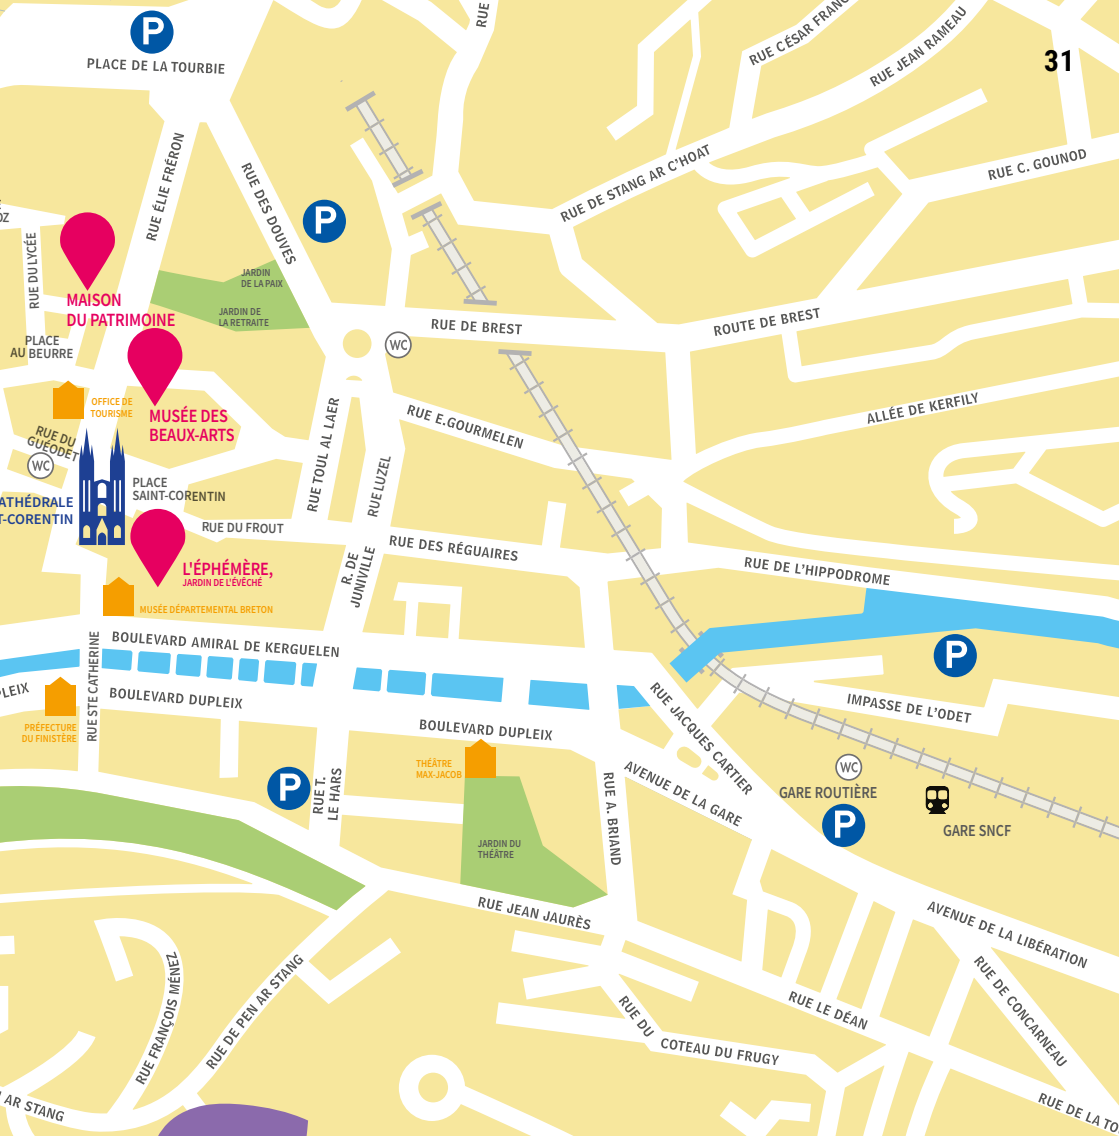 31
P
PLACE DE LA TOURBIE
RUE
RUE CÉSAR FRANC
RUE JEAN RAMEAU
RUE C. GOUNOD
RUE DE STANG AR C'HOAT
RUE ÉLIE FRÉRON
RUE DES DOUVES
P
OZ
RUE DU LYCÉE
MAISON
DU PATRIMOINE
JARDIN
DE LA PAIX
JARDIN DE
LA RETRAITE
RUE DE BREST
ROUTE DE BREST
WC
PLACE
AU BEURRE
OFFICE DE
TOURISME
MUSÉE DES
BEAUX-ARTS
RUE E.GOURMELEN
ALLÉE DE KERFILY
RUE DU
GUÉODET
WC
RUE TOUL AL LAER
RUE LUZEL
PLACE
SAINT-CORENTIN
ATHÉDRALE
T-CORENTIN
RUE DU FROUT
RUE DES RÉGUAIRES
R. DE
JUNIVILLE
RUE DE L'HIPPODROME
L'ÉPHÉMÈRE,
JARDIN DE L'ÉVÊCHÉ
MUSÉE DÉPARTEMENTAL BRETON
BOULEVARD AMIRAL DE KERGUELEN
RUE STE CATHERINE
P
PLEIX
BOULEVARD DUPLEIX
BOULEVARD DUPLEIX
RUE JACQUES CARTIER
IMPASSE DE L'ODET
PRÉFECTURE
DU FINISTÈRE
THÉÂTRE
MAX-JACOB
P
RUE T.
LE HARS
RUE A. BRIAND
AVENUE DE LA GARE
WC
GARE ROUTIÈRE
P
GARE SNCF
JARDIN DU
THÉÂTRE
RUE JEAN JAURÈS
AVENUE DE LA LIBÉRATION
RUE FRANÇOIS MÉNEZ
RUE DE PEN AR STANG
RUE LE DÉAN
RUE DE CONCARNEAU
RUE DU
COTEAU DU FRUGY
AR STANG
RUE DE LA TO